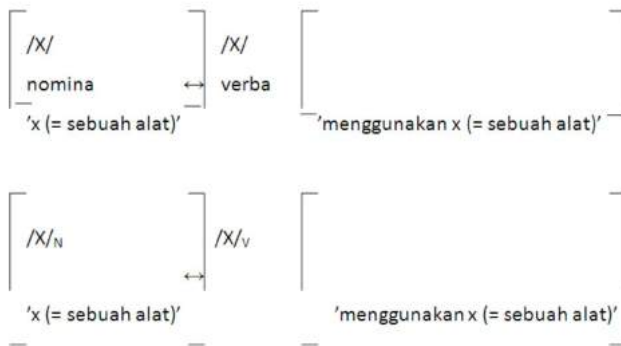 /X/ /X/
nomina ↔ verba
’x (= sebuah alat)’ ’menggunakan x (= sebuah alat)’
/X/N /X/V
↔
’x (= sebuah alat)’ ’menggunakan x (= sebuah alat)’